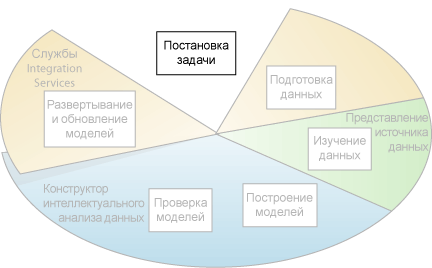 Постановка
задачи
Службы
Integration
Services
Развертывание
и обновление
моделей
Подготовка
данных
Представление
источника
данных
Изучение
данных
Конструктор
интеллектуального
анализа данных
Проверка
моделей
Построение
моделей